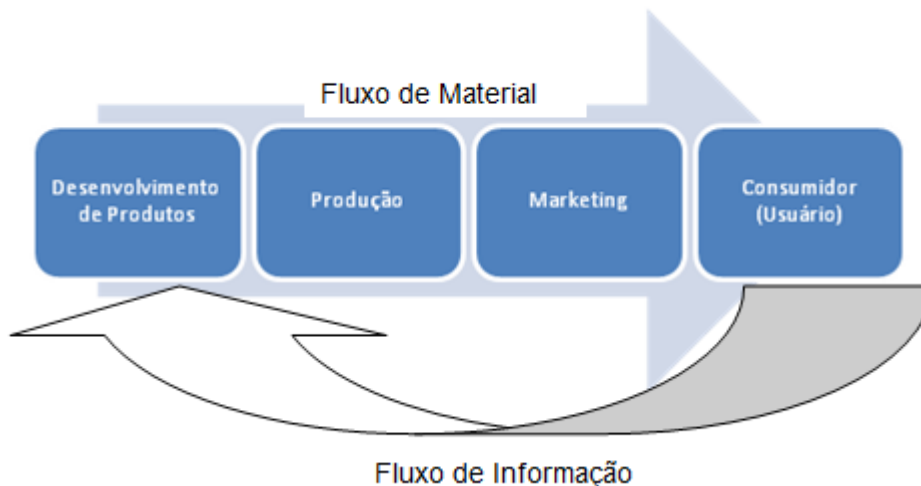 Fluxo de Material
Desenvolvimento
de Produtos
Produção
Marketing
Consumidor
(Usuário)
Fluxo de Informação